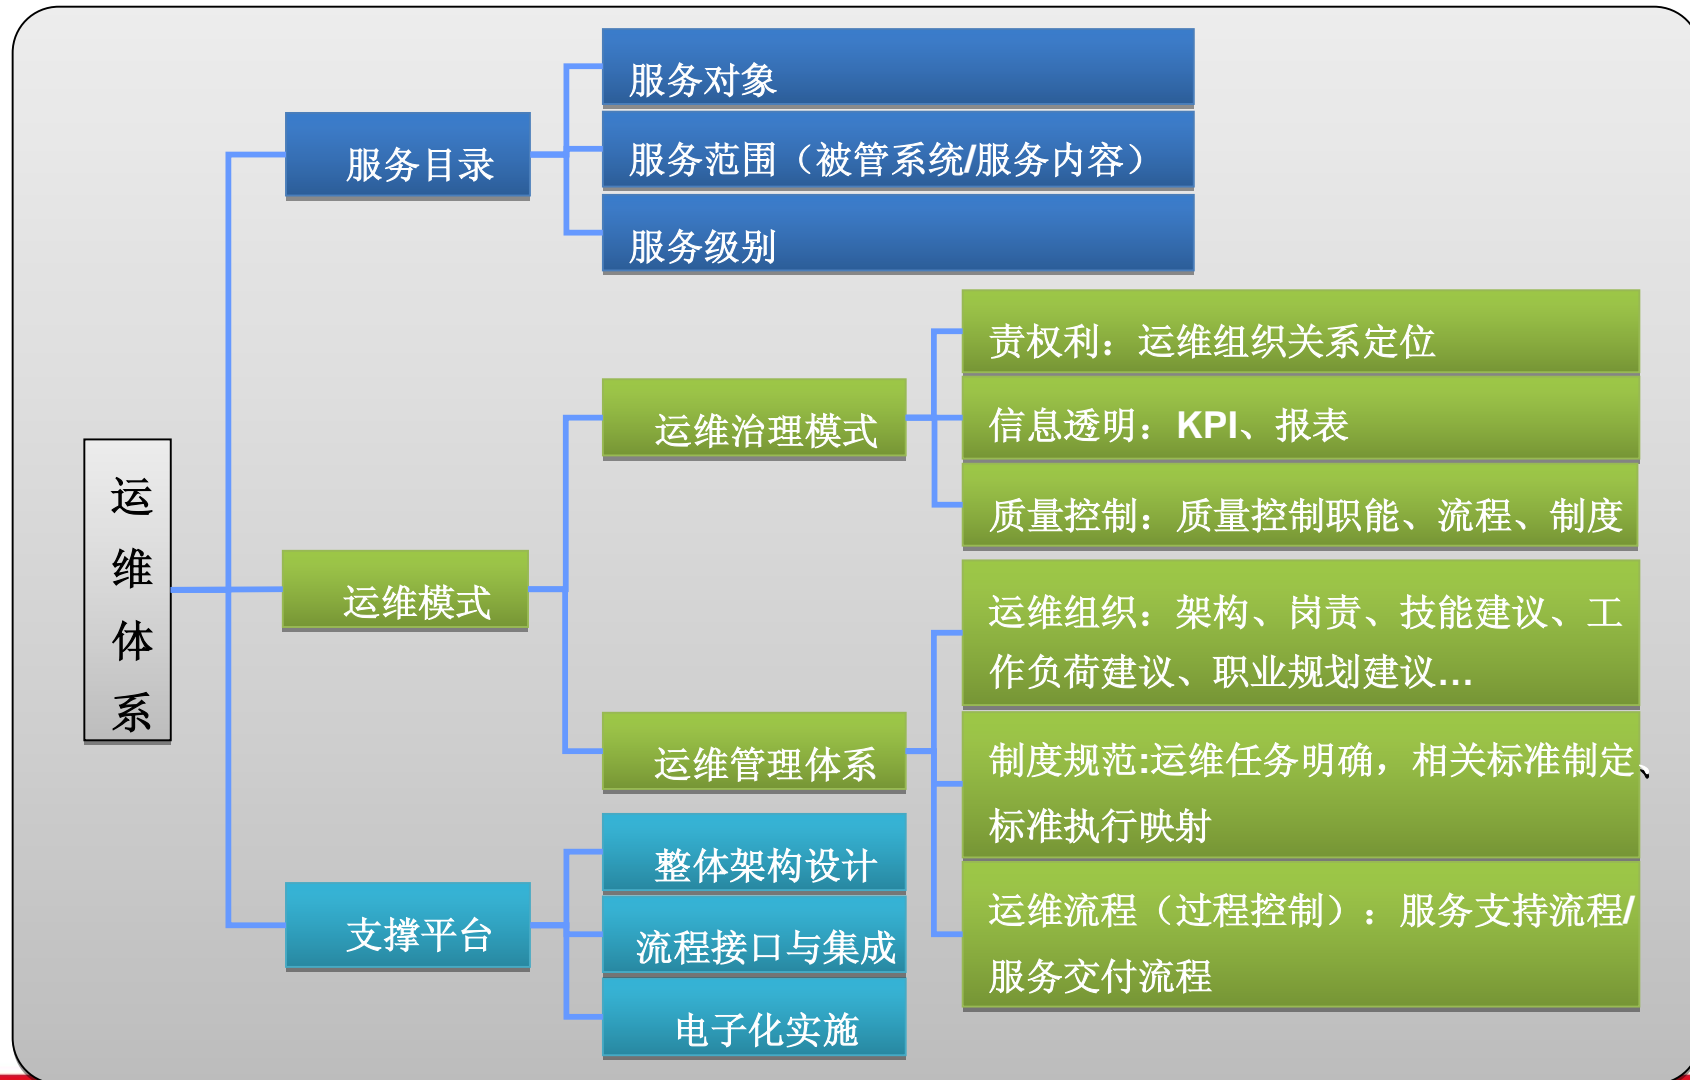 运
维
体
系
服务目录
服务对象
服务范围（被管系统/服务内容）
服务级别
运维模式
运维治理模式
责权利：运维组织关系定位
信息透明：KPI、报表
质量控制：质量控制职能、流程、制度
运维管理体系
运维组织：架构、岗责、技能建议、工
作负荷建议、职业规划建议...
制度规范:运维任务明确，相关标准制定、
标准执行映射
运维流程（过程控制）：服务支持流程/
服务交付流程
支撑平台
整体架构设计
流程接口与集成
电子化实施